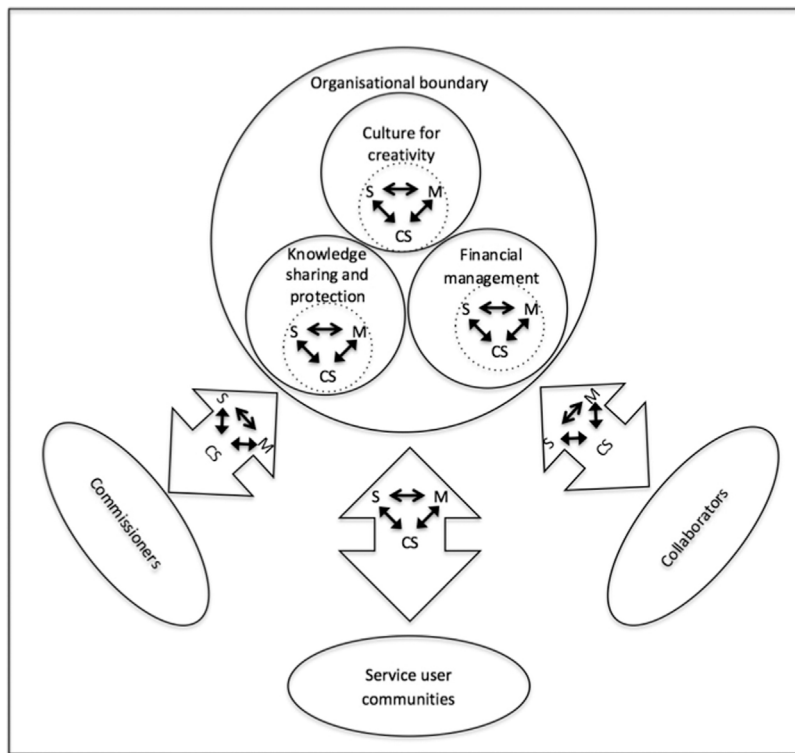 Organisational boundary
Culture for
creativity
S M
CS
Knowledge
sharing and
protection
S M
CS
Financial
management
S M
CS
S
CS M
M
S CS
S M
CS
Commissioners
Collaborators
Service user
communities